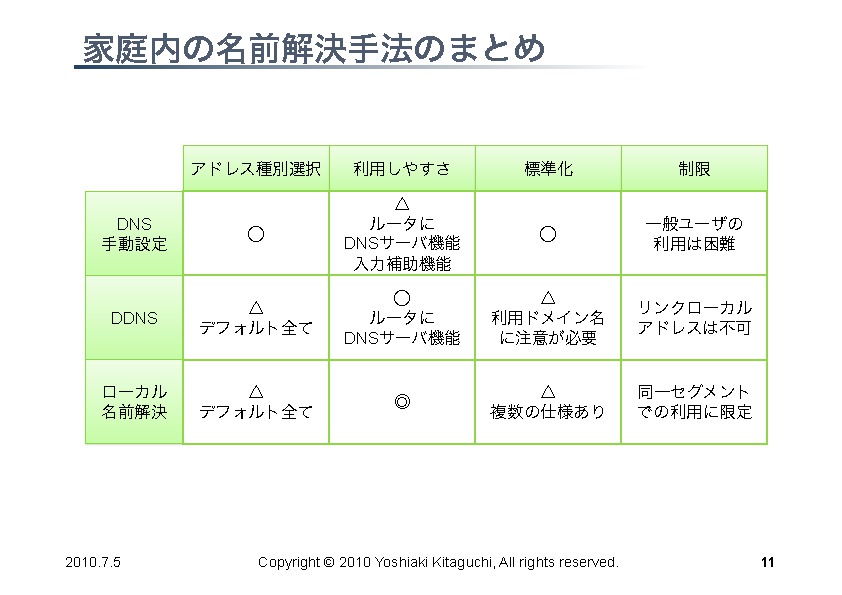 家庭内の名前解決手法のまとめ
アドレス種別選択 利用しやすさ 標準化 制限
DNS
手動設定
○
△
ルータに
DNSサーバ機能
入力補助機能
○
一般ユーザの
利用は困難
DDNS
△
デフォルト全て
○
ルータに
DNSサーバ機能
△
利用ドメイン名
に注意が必要
リンクローカル
アドレスは不可
ローカル
名前解決
△
デフォルト全て
◎
△
複数の仕様あり
同一セグメント
での利用に限定
2010.7.5 Copyright © 2010 Yoshiaki Kitaguchi, All rights reserved. 11